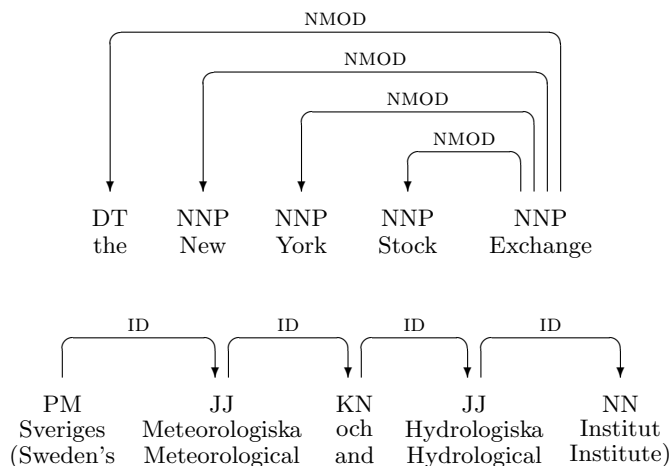 NMOD
NMOD
NMOD
NMOD
DT NNP NNP NNP NNP
the New York Stock Exchange
ID ID ID ID
PM JJ KN JJ NN
Sveriges Meteorologiska och Hydrologiska Institut
(Sweden's Meteorological and Hydrological Institute)